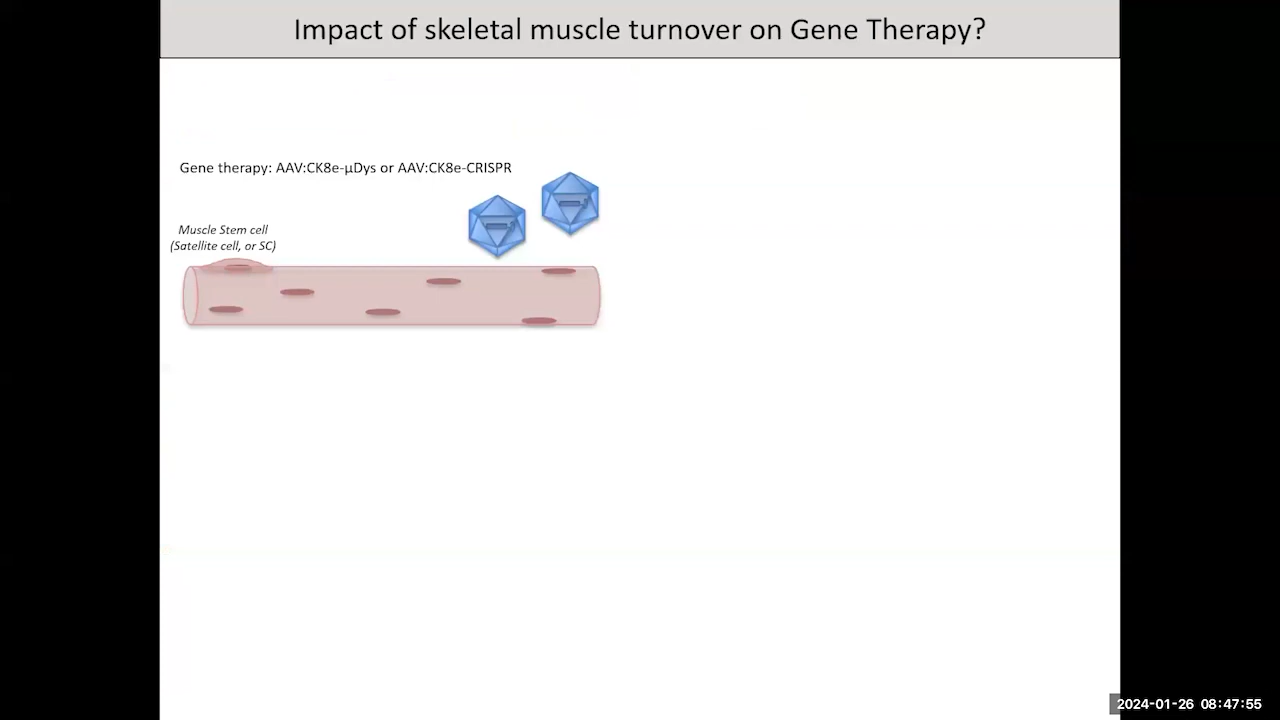 Impact of skeletal muscle turnover on Gene Therapy?
Gene therapy: AAV:CK8e-µDys or AAV:CK8e-CRISPR
Muscle Stem cell
(Satellite cell, or SC)
2024-01-26 08:47:55